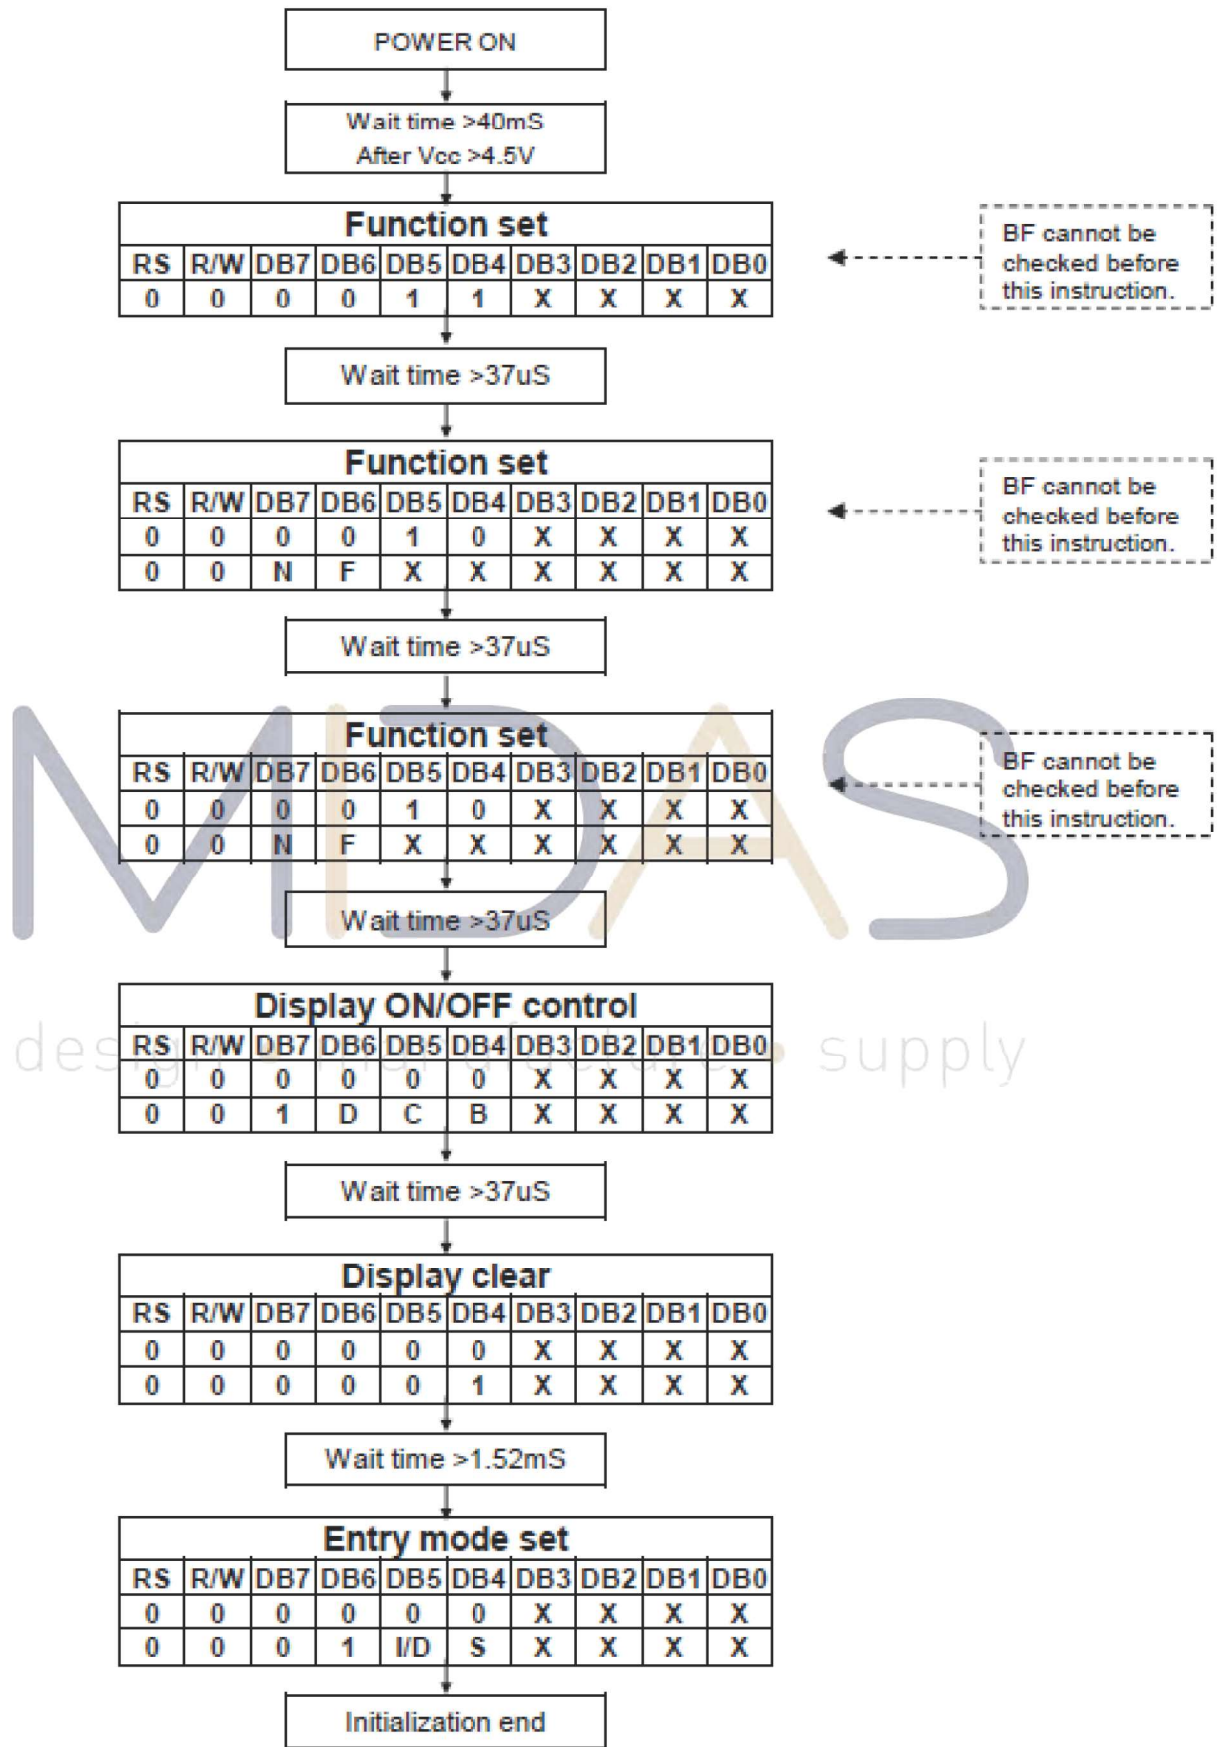 POWER ON
Wait time >40mS
After Vcc >4.5V
Function set
RS R/W DB7 DB6 DB5 DB4 DB3 DB2 DB1 DB0
0 0 0 0 1 1 X X X X
BF cannot be
checked before
this instruction.
Wait time >37uS
Function set
RS R/W DB7 DB6 DB5 DB4 DB3 DB2 DB1 DB0
0 0 0 0 1 0 X X X X
0 0 N F X X X X X X
BF cannot be
checked before
this instruction.
Wait time >37uS
Function set
RS R/W DB7 DB6 DB5 DB4 DB3 DB2 DB1 DB0
0 0 0 0 1 0 X X X X
0 0 N F X X X X X X
BF cannot be
checked before
this instruction.
MIDAS
Wait time >37uS
Display ON/OFF control
RS R/W DB7 DB6 DB5 DB4 DB3 DB2 DB1 DB0
design • manufacture • supply
0 0 0 0 0 0 X X X X
0 0 1 D C B X X X X
Wait time >37uS
Display clear
RS R/W DB7 DB6 DB5 DB4 DB3 DB2 DB1 DB0
0 0 0 0 0 0 X X X X
0 0 0 0 0 1 X X X X
Wait time >1.52mS
Entry mode set
RS R/W DB7 DB6 DB5 DB4 DB3 DB2 DB1 DB0
0 0 0 0 0 0 X X X X
0 0 0 1 I/D S X X X X
Initialization end